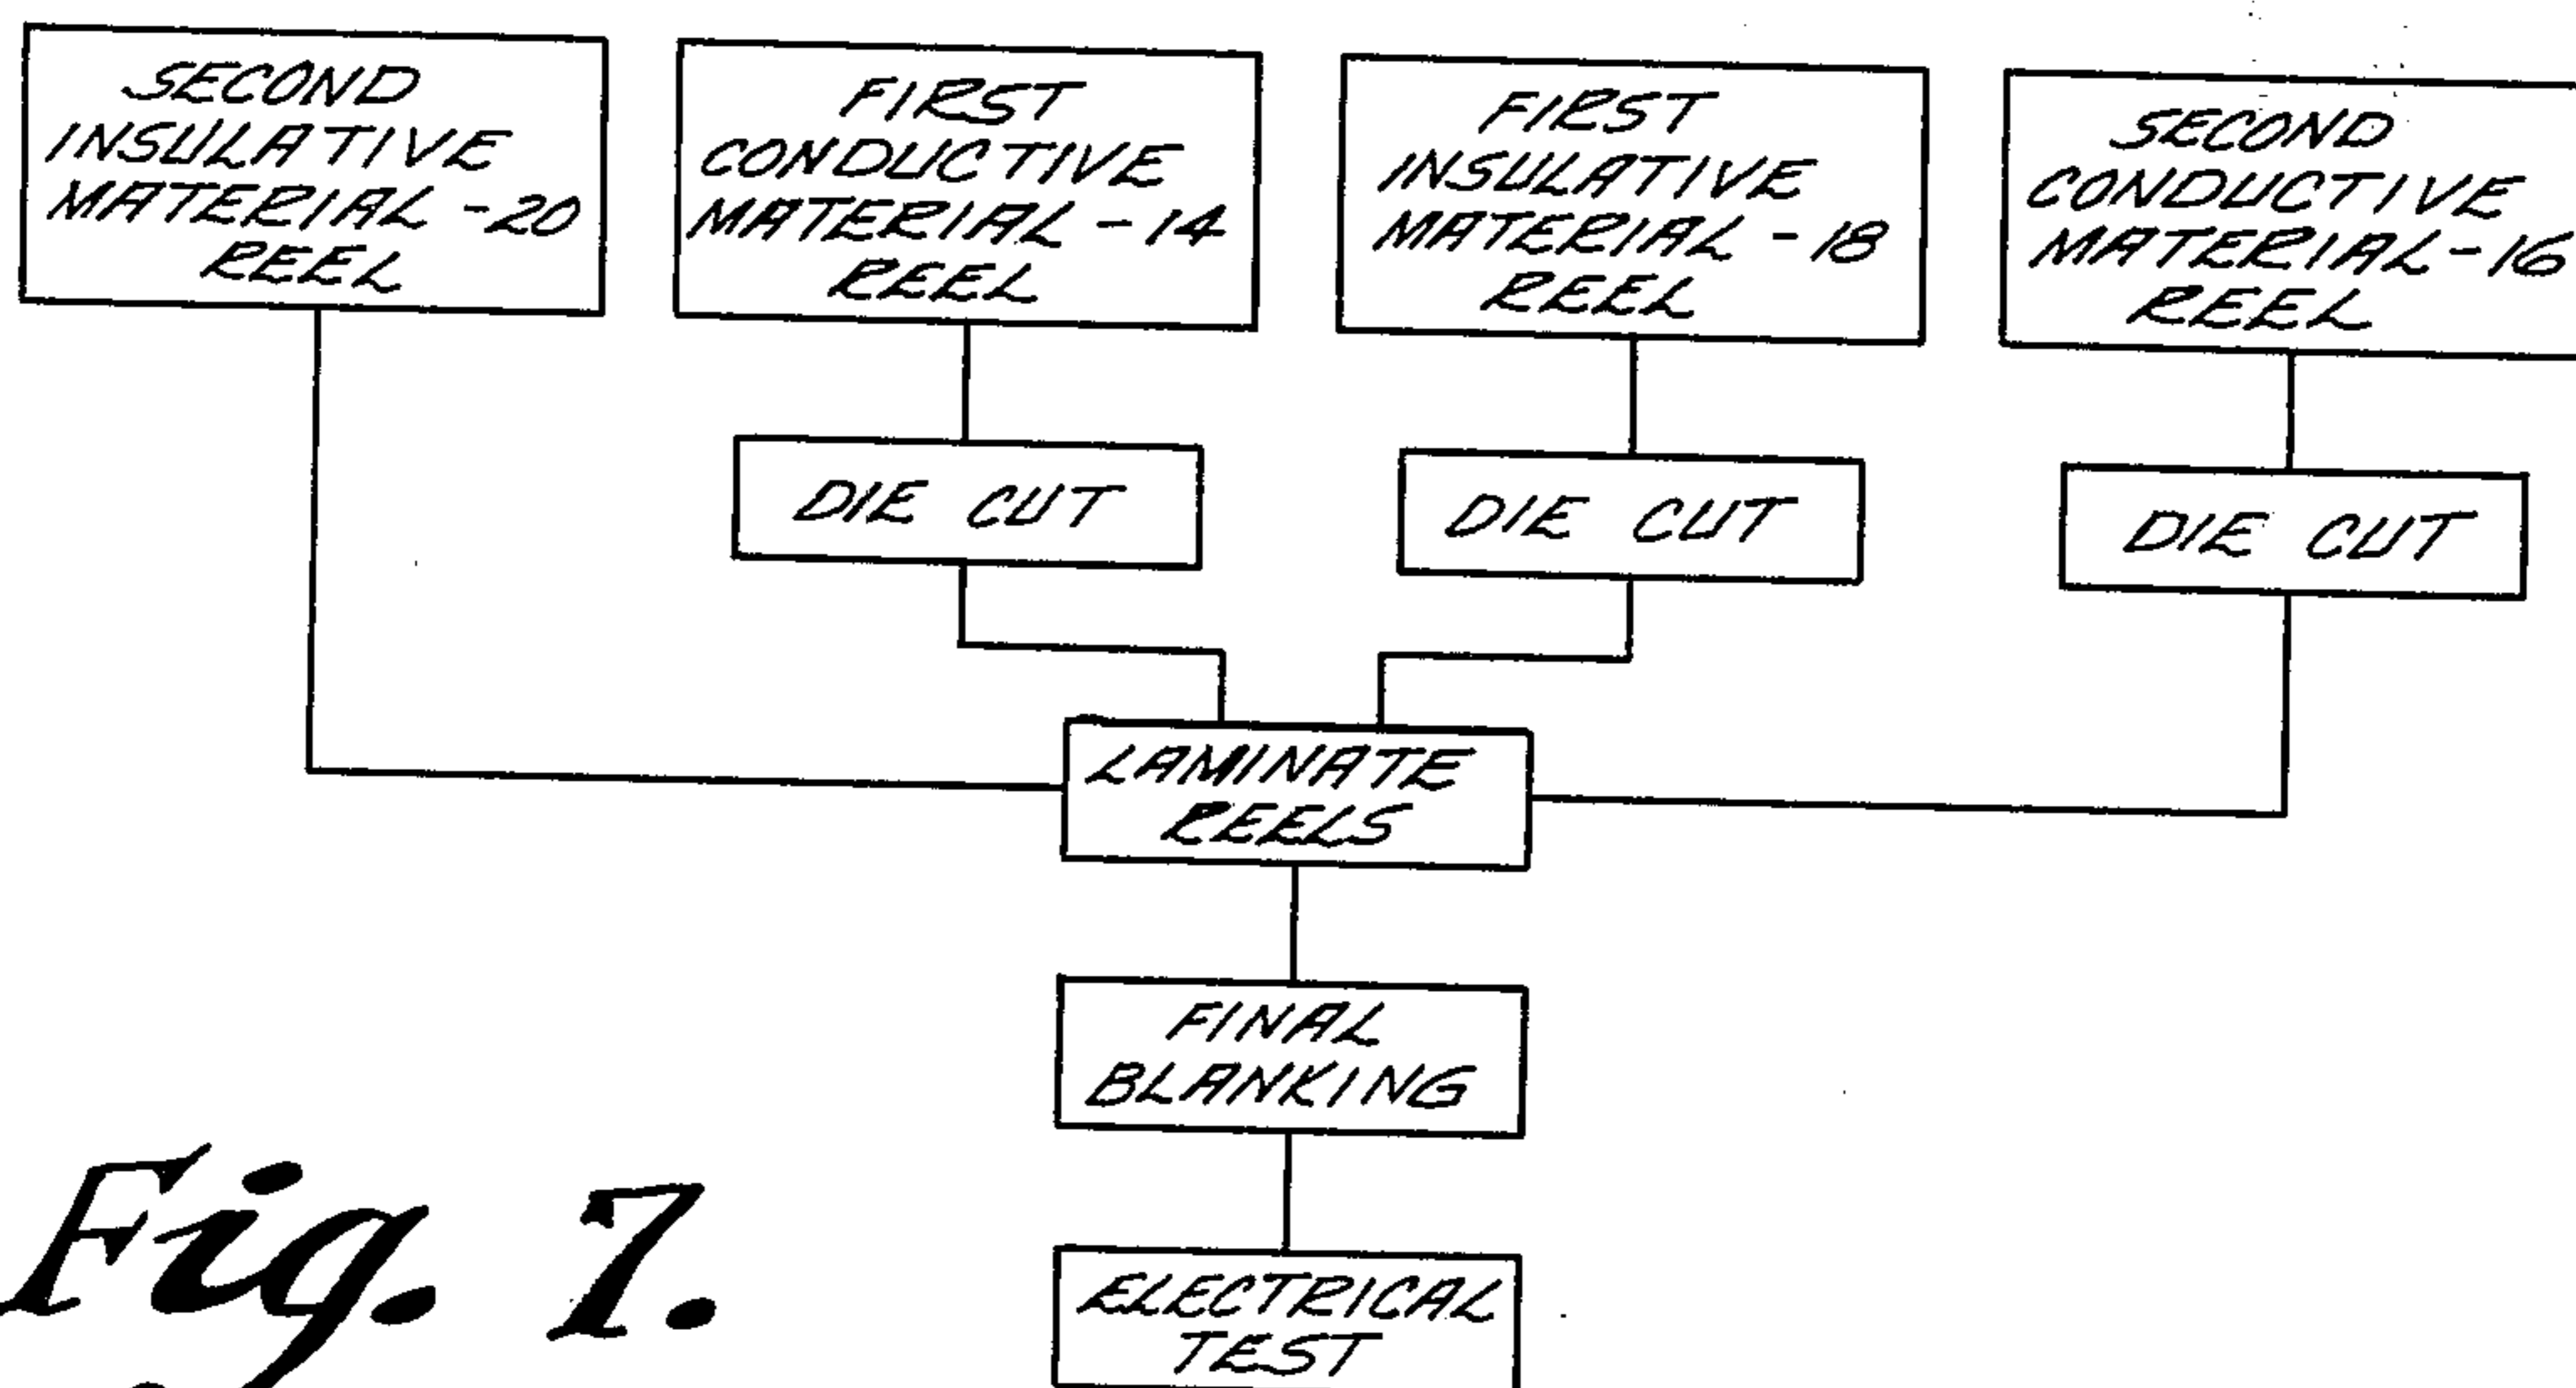 SECOND
INSULATIVE
MATERIAL -20
REEL
FIRST
CONDUCTIVE
MATERIAL - 14
REEL
FIRST
INSULATIVE
MATERIAL - 18
REEL
SECOND
CONDUCTIVE
MATERIAL - 16
REEL
DIE CUT
DIE CUT
DIE CUT
LAMINATE
REELS
FINAL
BLANKING
ELECTRICAL
TEST
Fig. 7.